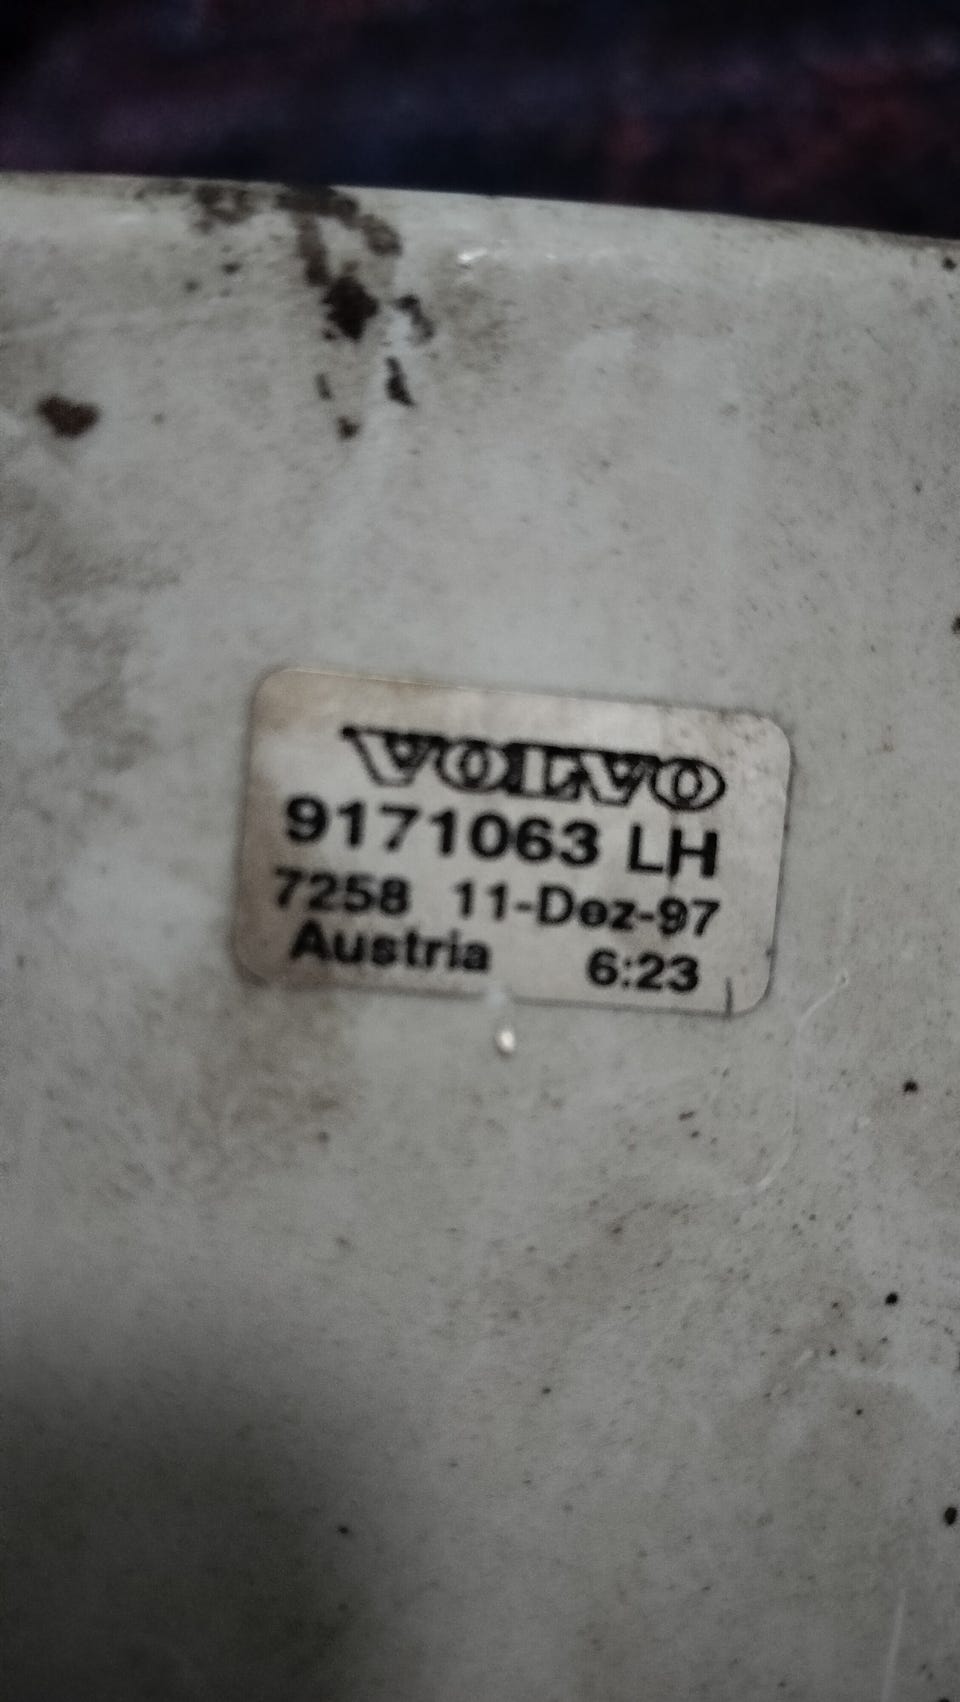 VOLVO
9171063 LH
7258 11-Dez-97
Austria 6:23